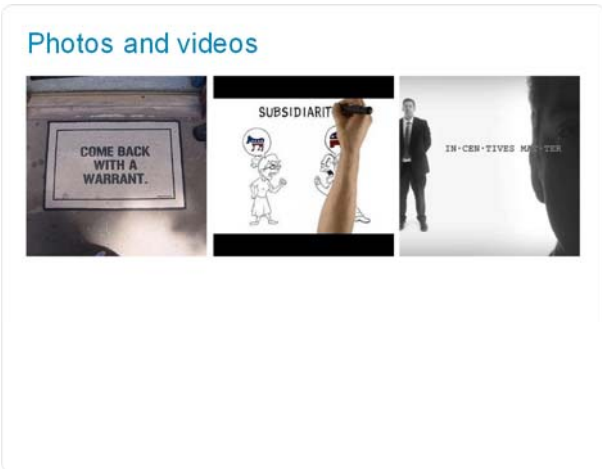 Photos and videos
COME BACK
WITH A
WARRANT.
SUBSIDIARIT
IN·CEN·TIVES MAT·TER